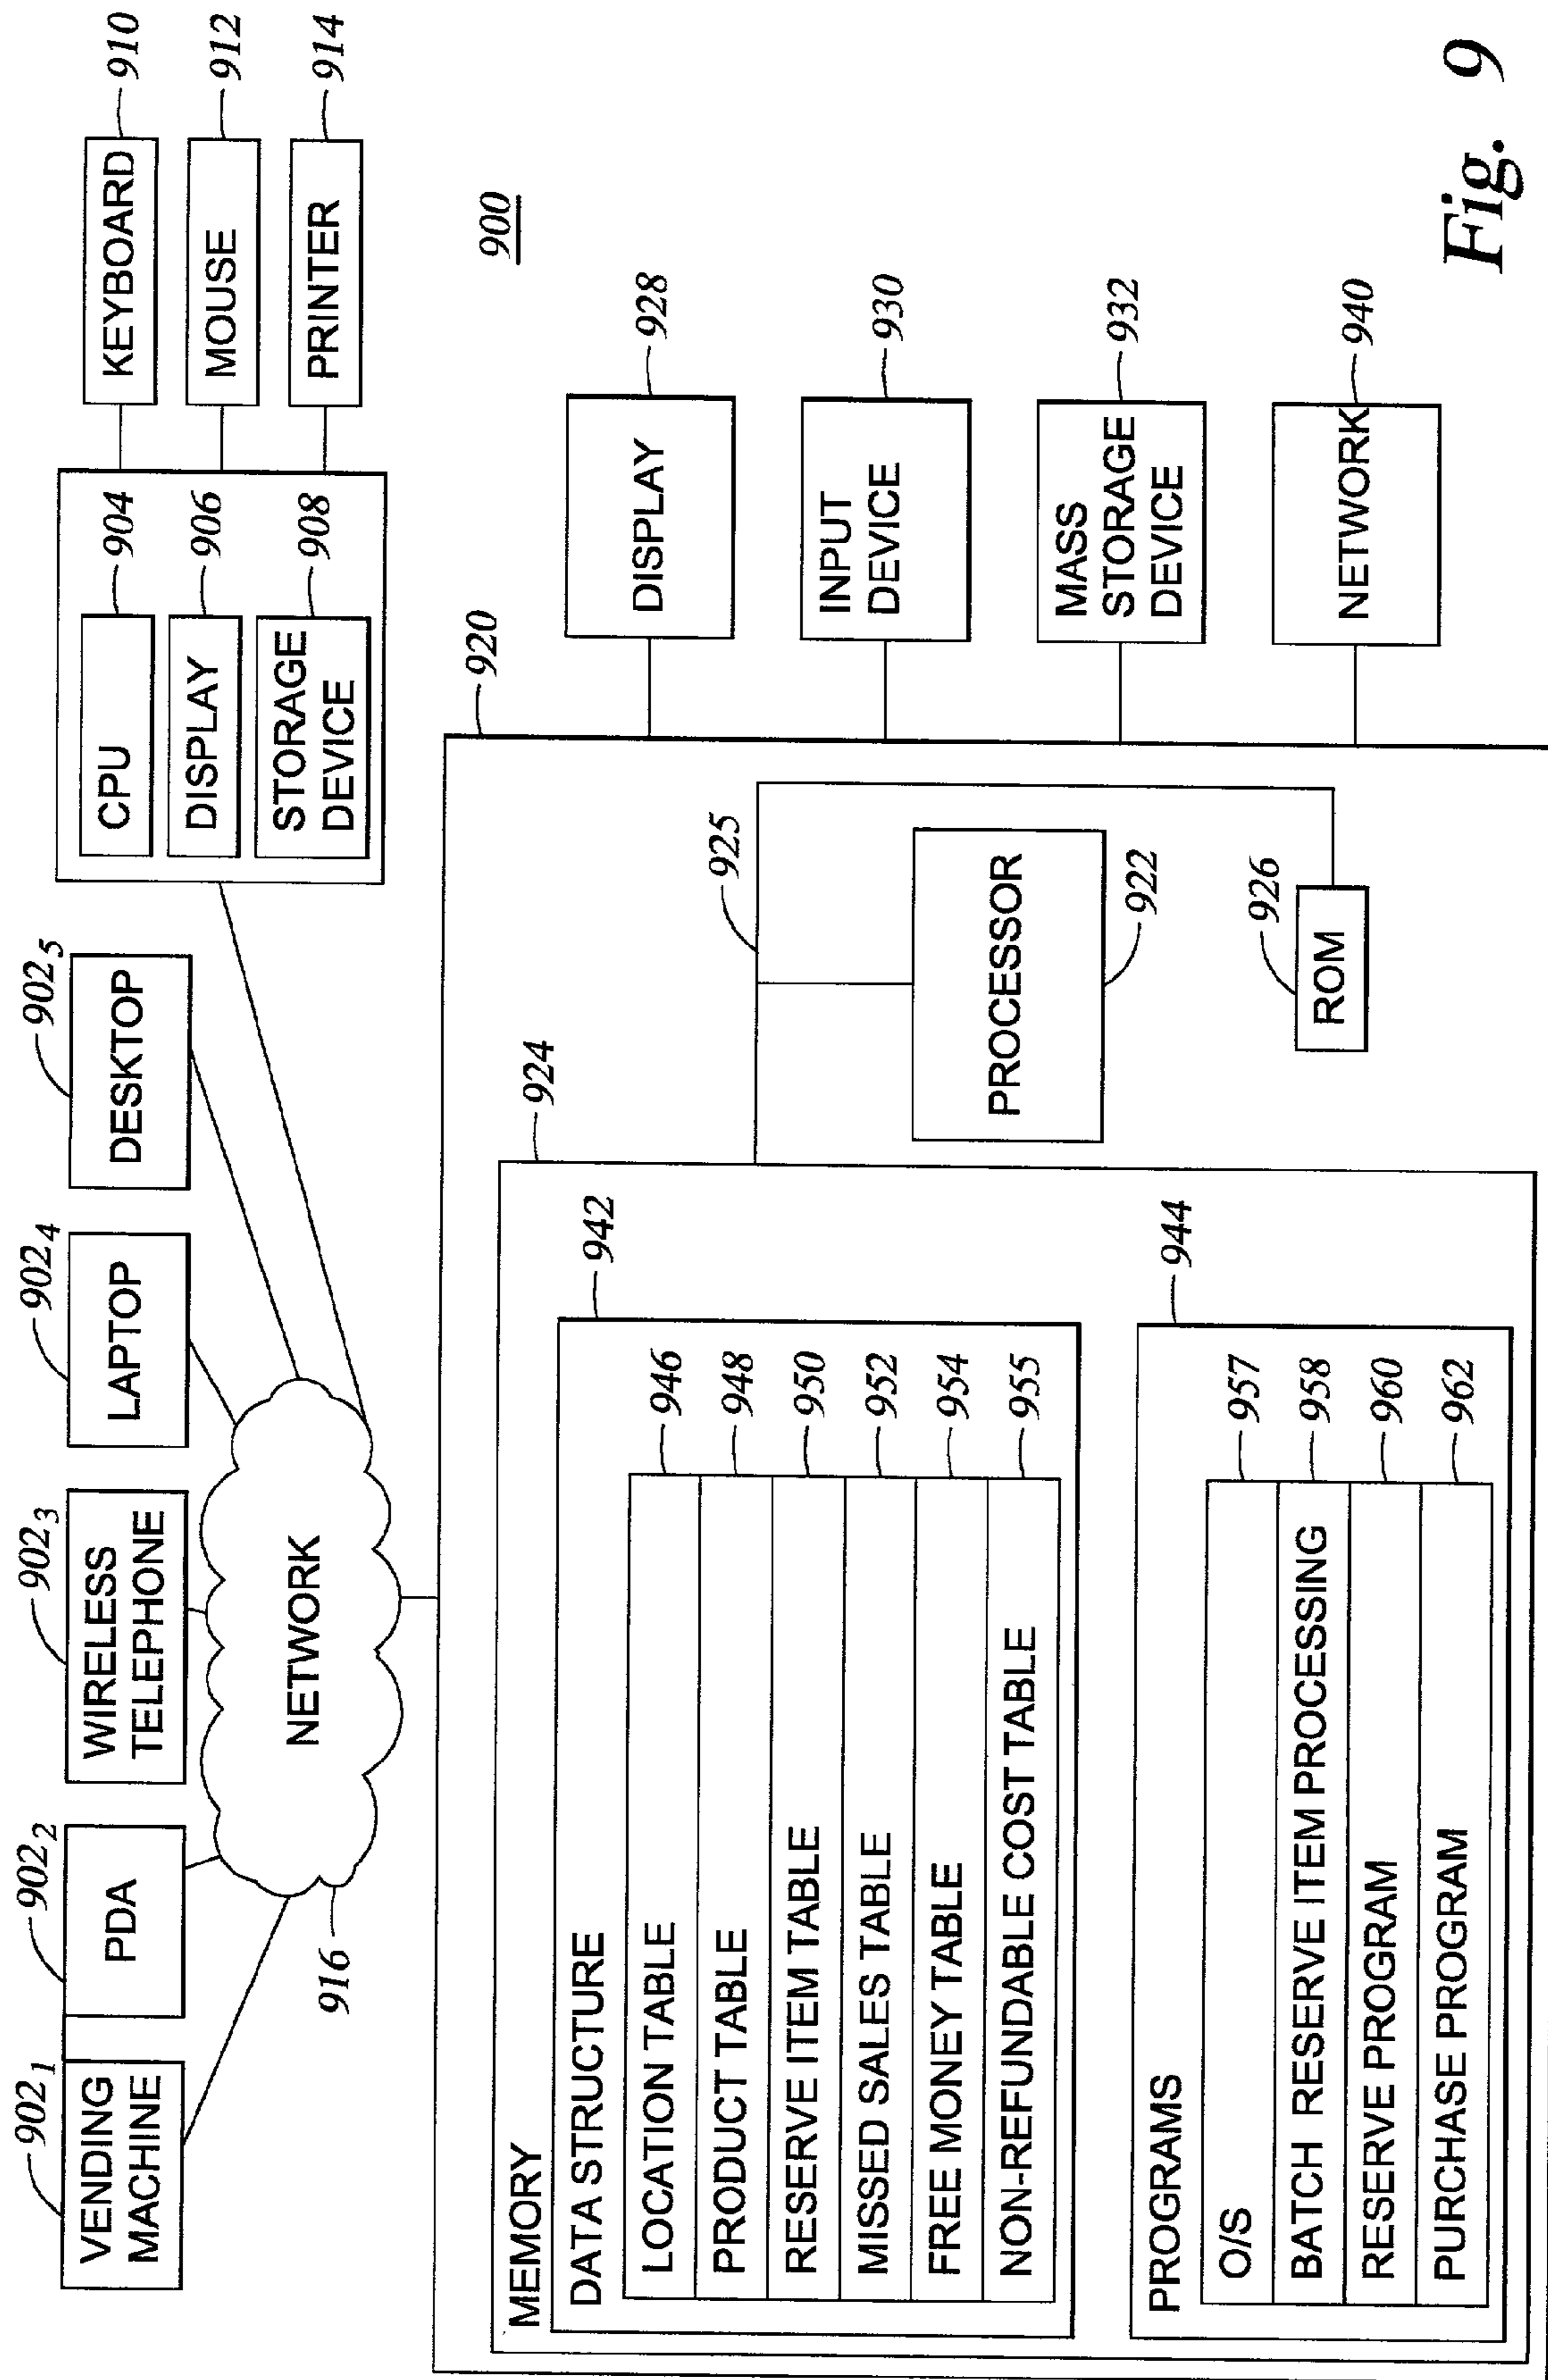 902₁
902₂
902₃
902₄
902₅
VENDING
MACHINE
PDA
WIRELESS
TELEPHONE
LAPTOP
DESKTOP
CPU
904
DISPLAY
906
STORAGE
DEVICE
908
KEYBOARD
910
MOUSE
912
PRINTER
914
NETWORK
916
900
920
MEMORY
924
DATA STRUCTURE
942
LOCATION TABLE
946
PRODUCT TABLE
948
RESERVE ITEM TABLE
950
MISSED SALES TABLE
952
FREE MONEY TABLE
954
NON-REFUNDABLE COST TABLE
955
PROGRAMS
944
O/S
957
BATCH RESERVE ITEM PROCESSING
958
RESERVE PROGRAM
960
PURCHASE PROGRAM
962
925
PROCESSOR
922
926
ROM
DISPLAY
928
INPUT
DEVICE
930
MASS
STORAGE
DEVICE
932
NETWORK
940
Fig. 9